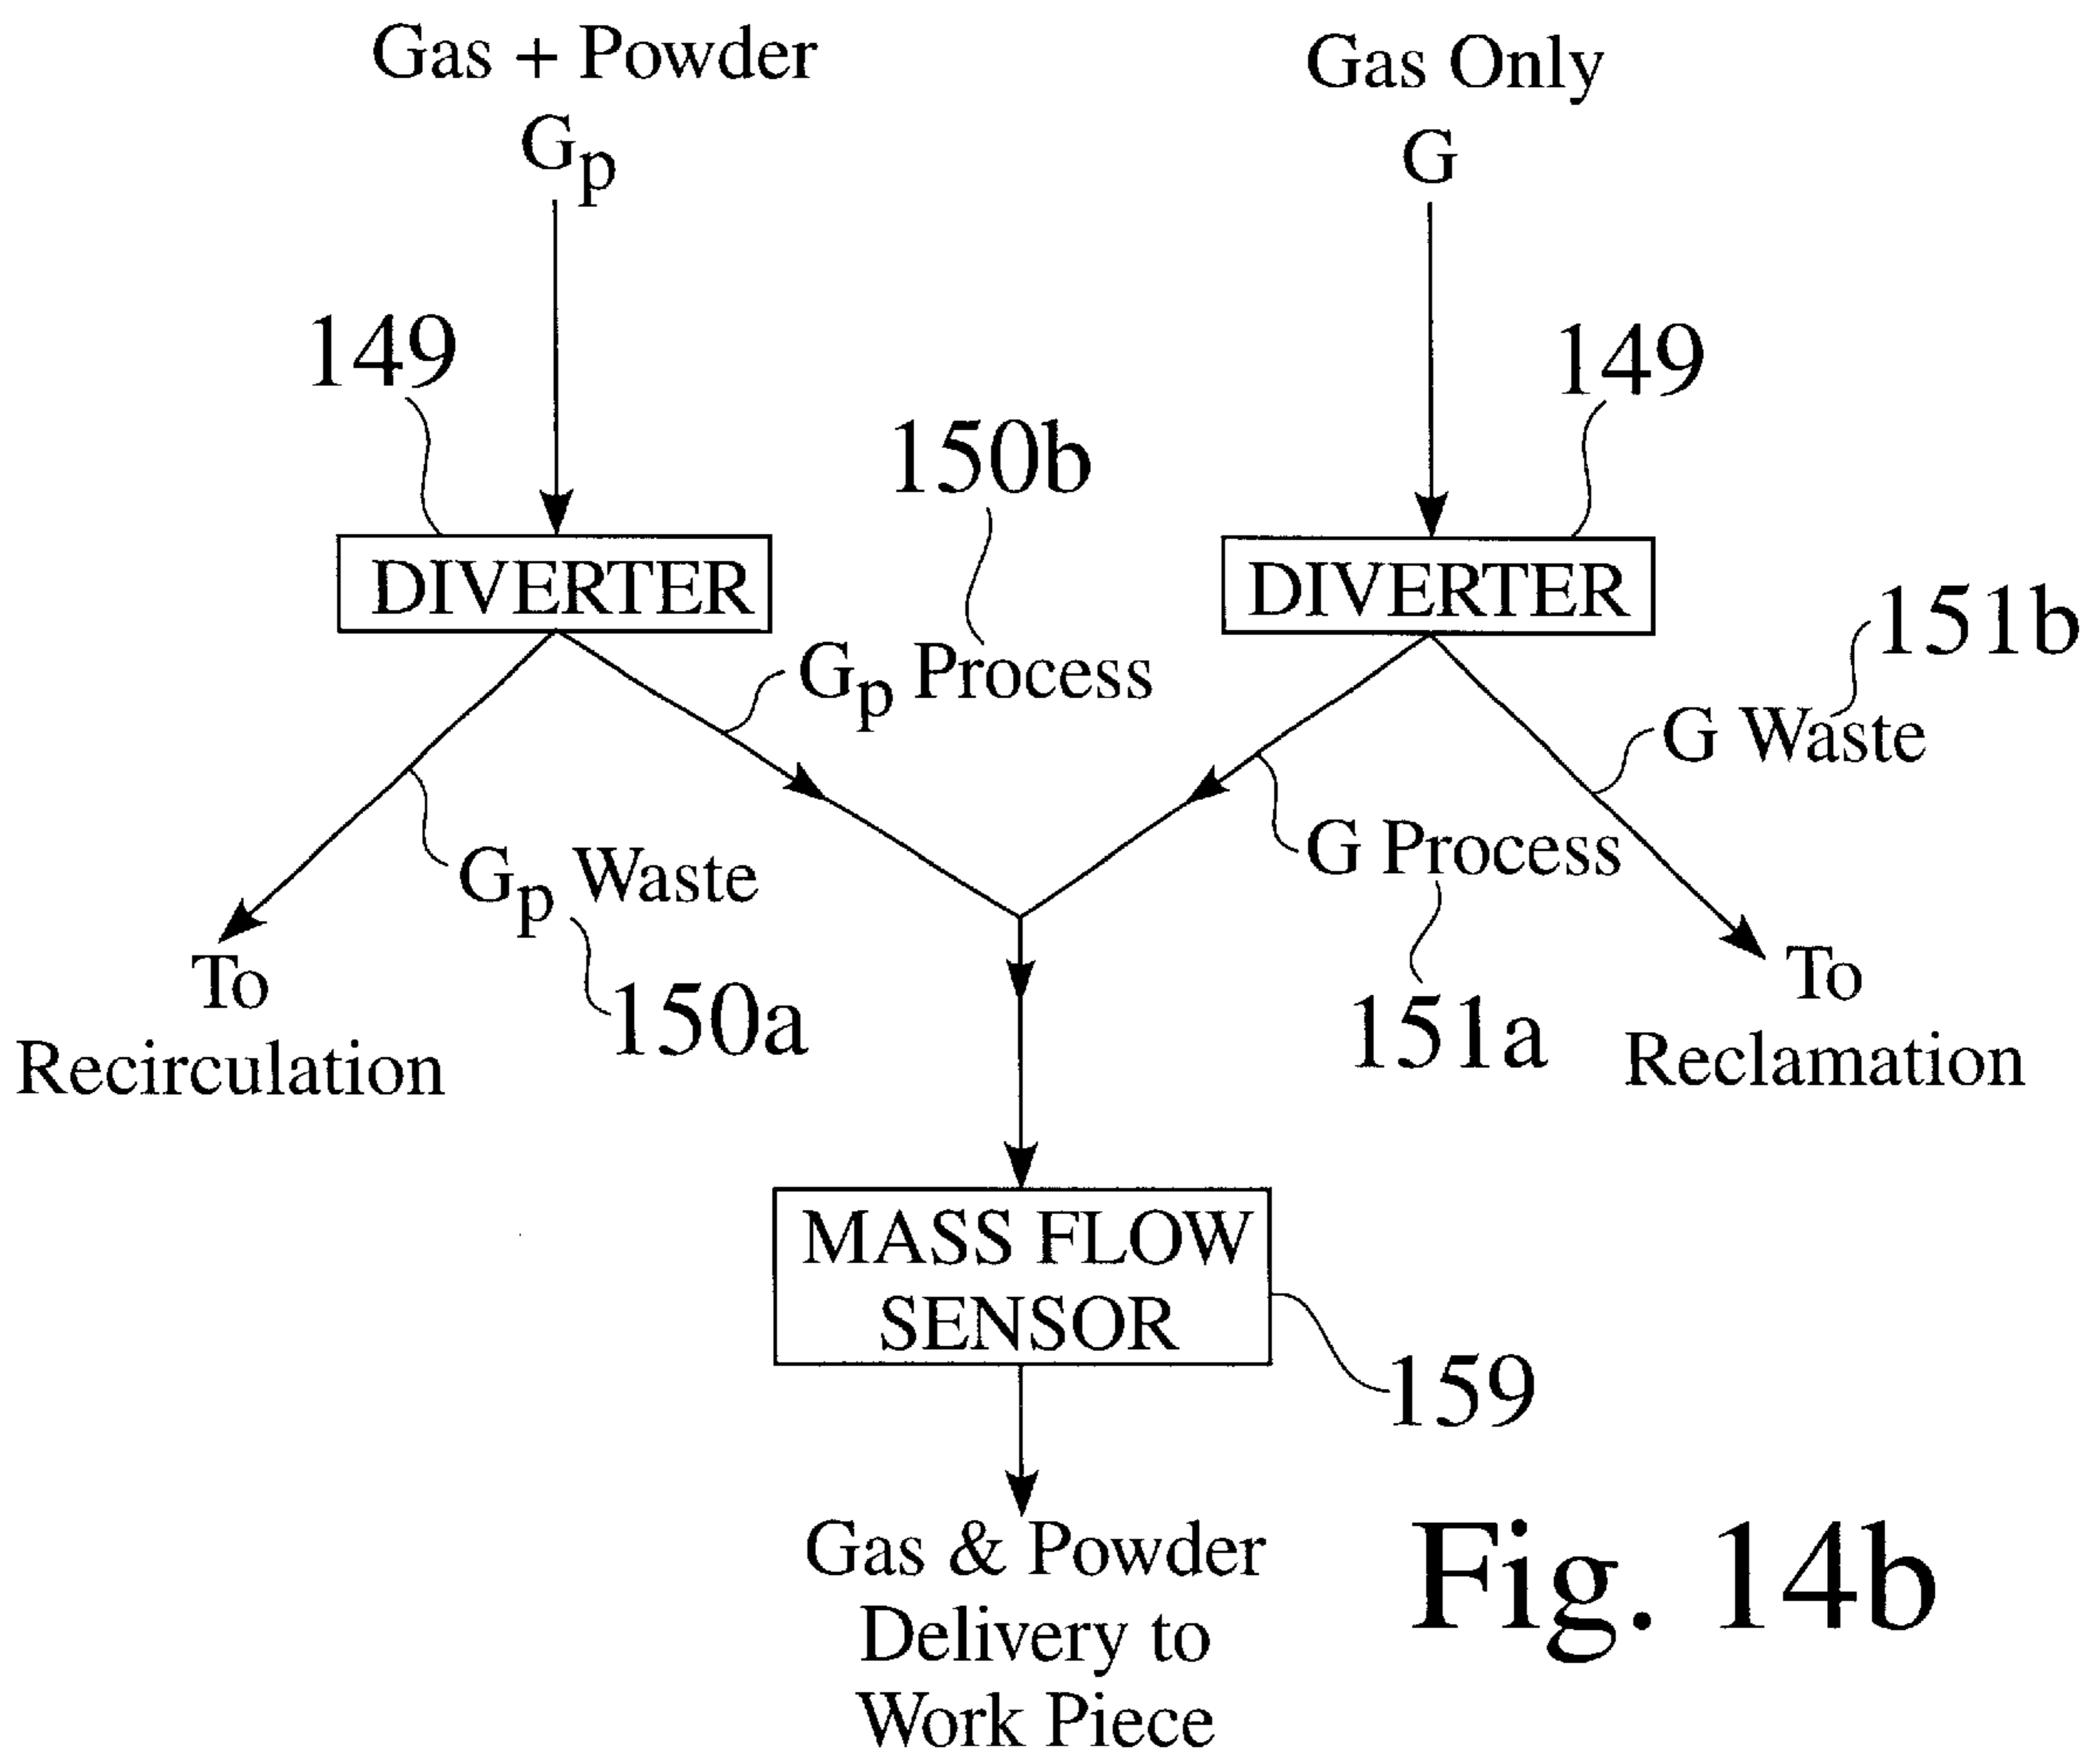 Gas + Powder
Gp
Gas Only
G
149
149
150b
DIVERTER
DIVERTER
151b
Gp Process
G Waste
G Process
Gp Waste
To
Recirculation
150a
151a
To
Reclamation
MASS FLOW
SENSOR
159
Gas & Powder
Delivery to
Work Piece
Fig. 14b